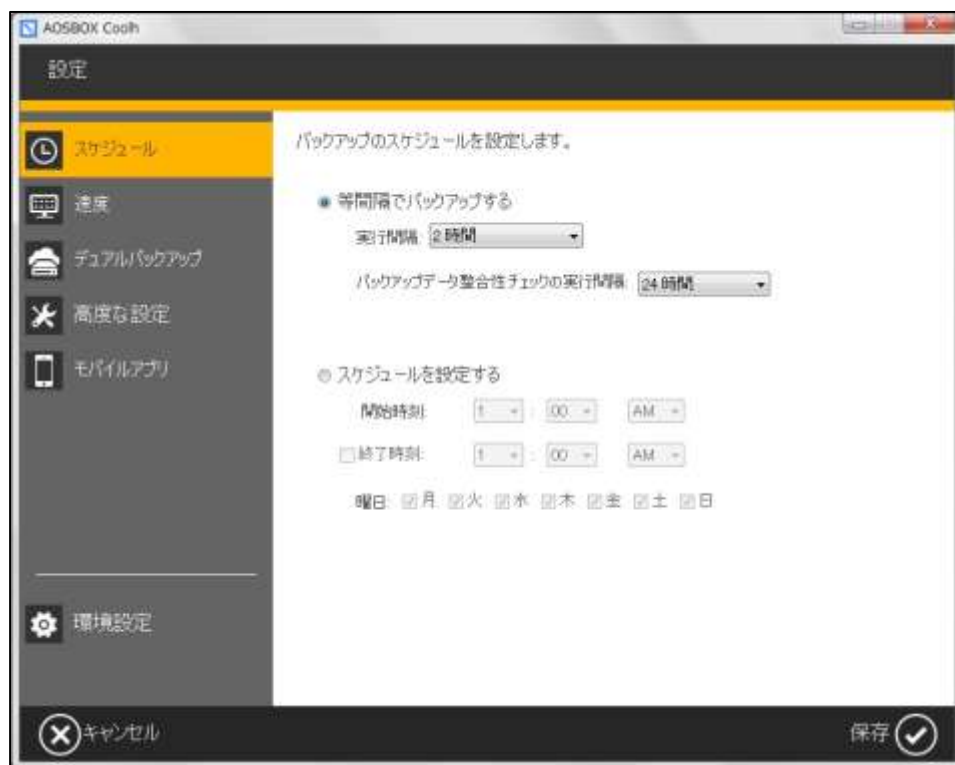 AOSBOX Coolh
設定
スケジュール
速度
デュアルバックアップ
高度な設定
モバイルアプリ
環境設定
バックアップのスケジュールを設定します。
等間隔でバックアップする
実行間隔: 2 時間
バックアップデータ整合性チェックの実行間隔: 24 時間
スケジュールを設定する
開始時刻: 1 : 00 AM
終了時刻: 1 : 00 AM
曜日: 月 火 水 木 金 土 日
キャンセル
保存